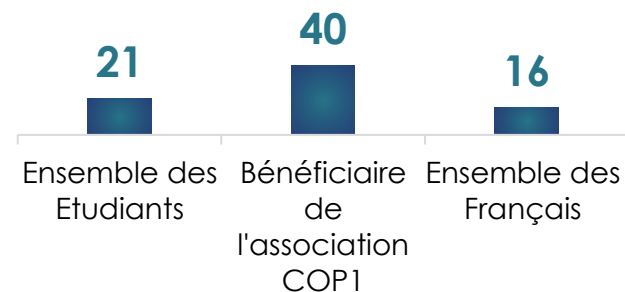 21
40
16
Ensemble des
Etudiants
Bénéficiaire
de
l'association
COP1
Ensemble des
Français